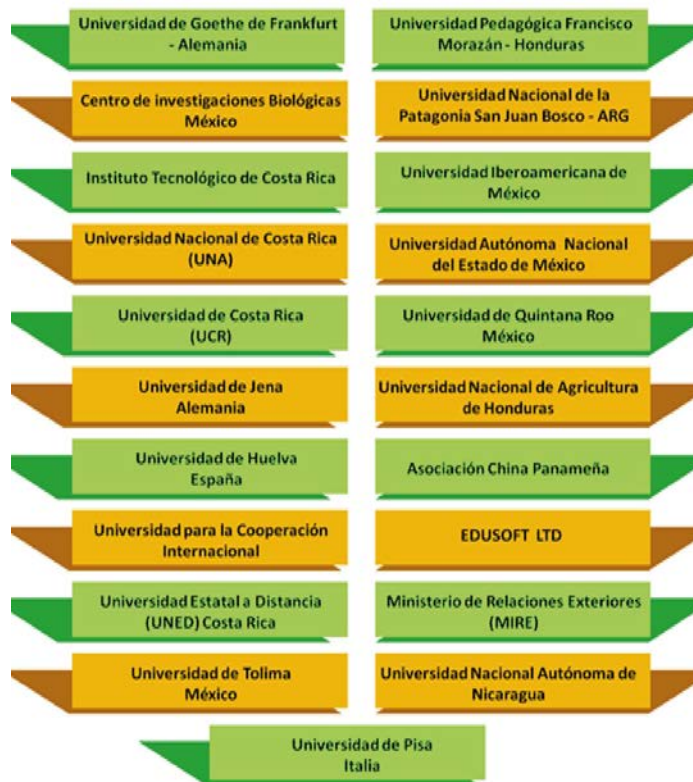 Universidad de Goethe de Frankfurt
- Alemania
Universidad Pedagógica Francisco
Morazán - Honduras
Centro de investigaciones Biológicas
México
Universidad Nacional de la
Patagonia San Juan Bosco - ARG
Instituto Tecnológico de Costa Rica
Universidad Iberoamericana de
México
Universidad Nacional de Costa Rica
(UNA)
Universidad Autónoma Nacional
del Estado de México
Universidad de Costa Rica
(UCR)
Universidad de Quintana Roo
México
Universidad de Jena
Alemania
Universidad Nacional de Agricultura
de Honduras
Universidad de Huelva
España
Asociación China Panameña
Universidad para la Cooperación
Internacional
EDUSOFT LTD
Universidad Estatal a Distancia
(UNED) Costa Rica
Ministerio de Relaciones Exteriores
(MIRE)
Universidad de Tolima
México
Universidad Nacional Autónoma de
Nicaragua
Universidad de Pisa
Italia